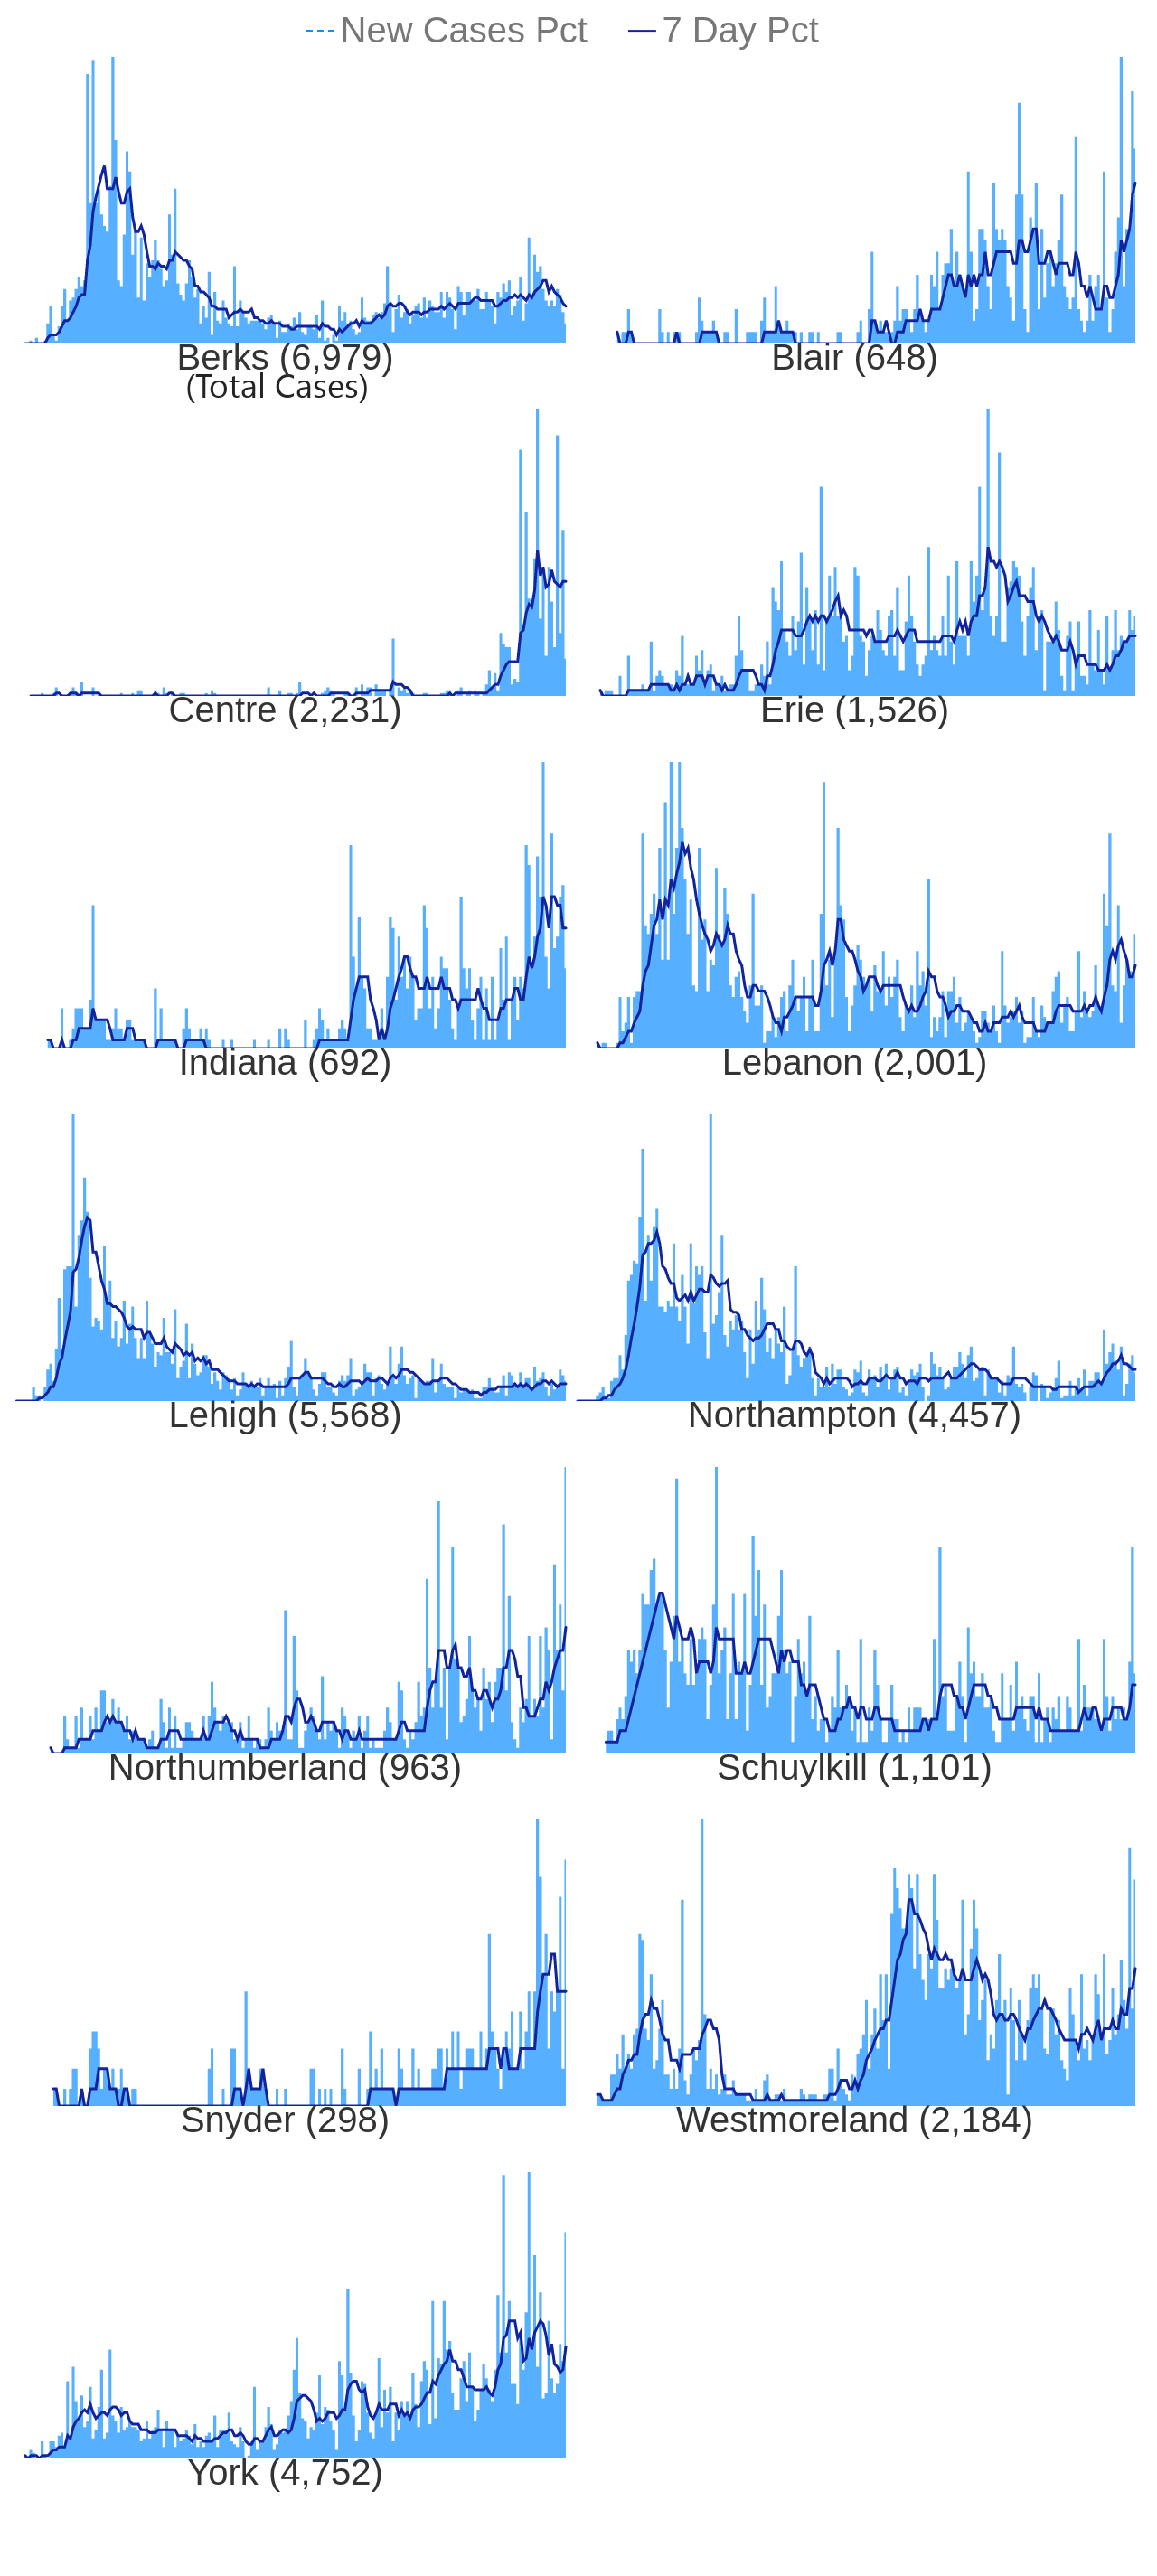 New Cases Pct 7 Day Pct
Berks (6,979) Blair (648)
(Total Cases)
Centre (2,231) Erie (1,526)
Indiana (692) Lebanon (2,001)
Lehigh (5,568) Northampton (4,457)
Northumberland (963) Schuylkill (1,101)
Snyder (298) Westmoreland (2,184)
York (4,752)